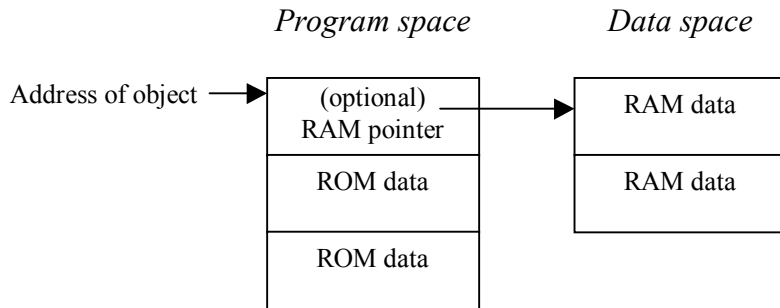 Program space
Data space
Address of object
(optional)
RAM pointer
RAM data
ROM data
RAM data
ROM data